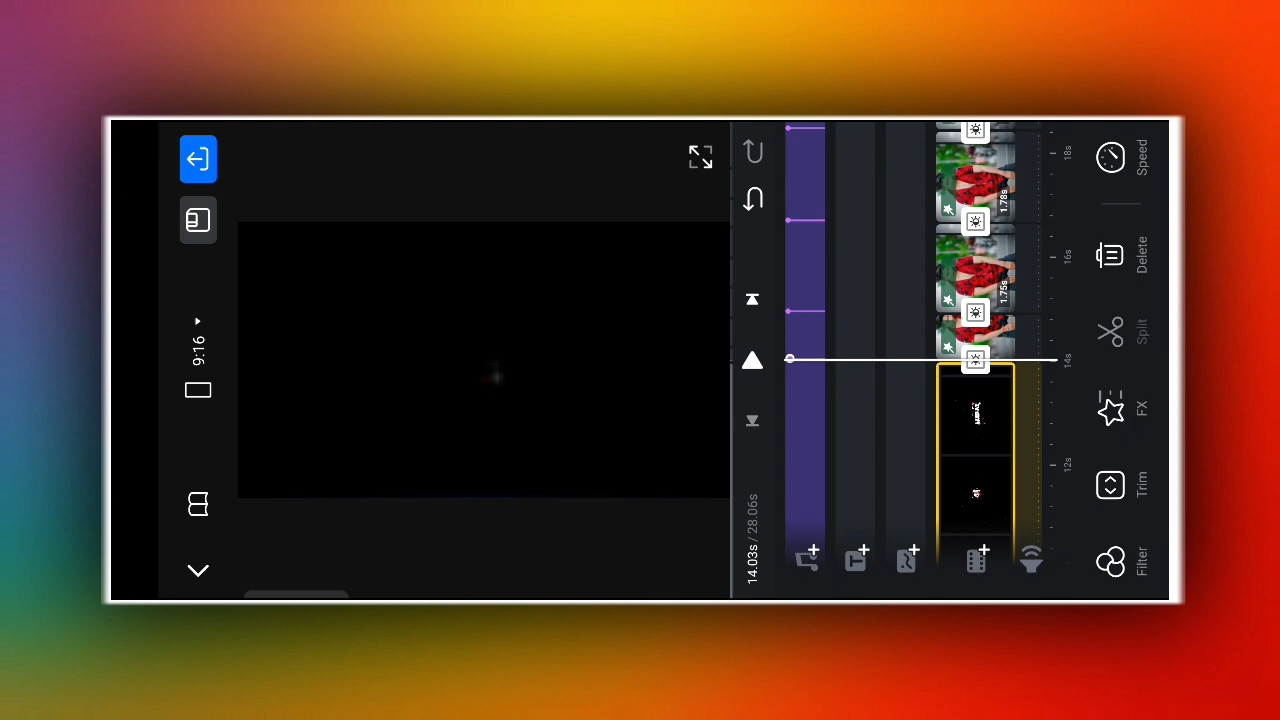 9:16
14.03s / 28.06s
1.78s
1.75s
18s
16s
14s
12s
Filter
Trim
FX
Split
Delete
Speed